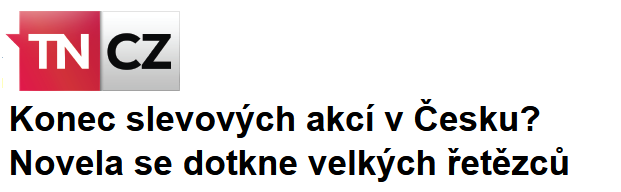 TN CZ
Konec slevových akcí v Česku?
Novela se dotkne velkých řetězců